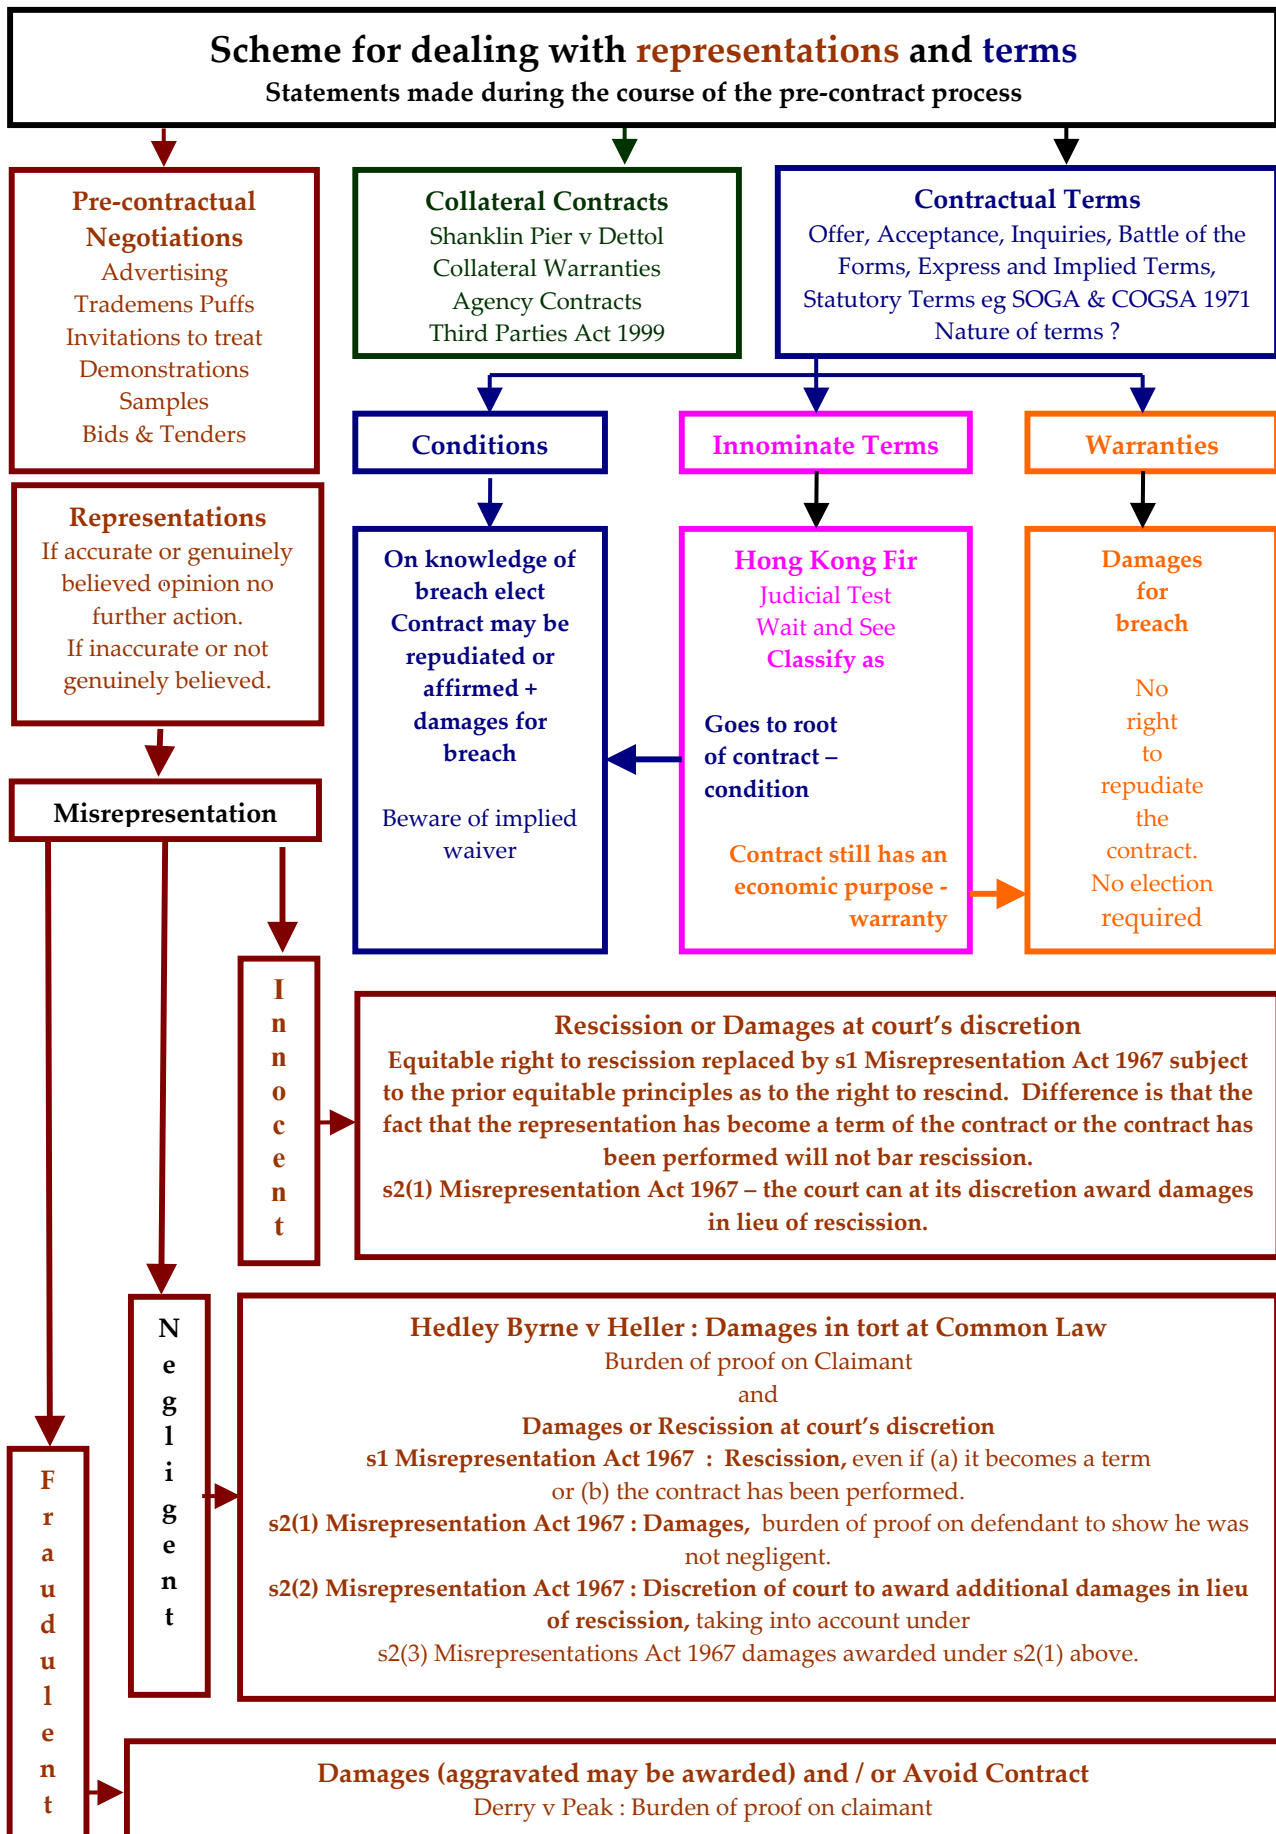 Scheme for dealing with representations and terms
Statements made during the course of the pre-contract process
Pre-contractual
Negotiations
Advertising
Trademens Puffs
Invitations to treat
Demonstrations
Samples
Bids & Tenders
Collateral Contracts
Shanklin Pier v Dettol
Collateral Warranties
Agency Contracts
Third Parties Act 1999
Contractual Terms
Offer, Acceptance, Inquiries, Battle of the
Forms, Express and Implied Terms,
Statutory Terms eg SOGA & COGSA 1971
Nature of terms ?
Conditions
Innominate Terms
Warranties
Representations
If accurate or genuinely
believed opinion no
further action.
If inaccurate or not
genuinely believed.
On knowledge of
breach elect
Contract may be
repudiated or
affirmed +
damages for
breach
Beware of implied
waiver
Hong Kong Fir
Judicial Test
Wait and See
Classify as
Goes to root
of contract –
condition
Contract still has an
economic purpose -
warranty
Damages
for
breach
No
right
to
repudiate
the
contract.
No election
required
Misrepresentation
Innocent
Rescission or Damages at court’s discretion
Equitable right to rescission replaced by s1 Misrepresentation Act 1967 subject
to the prior equitable principles as to the right to rescind. Difference is that the
fact that the representation has become a term of the contract or the contract has
been performed will not bar rescission.
s2(1) Misrepresentation Act 1967 – the court can at its discretion award damages
in lieu of rescission.
Negligent
Hedley Byrne v Heller : Damages in tort at Common Law
Burden of proof on Claimant
and
Damages or Rescission at court’s discretion
s1 Misrepresentation Act 1967 : Rescission, even if (a) it becomes a term
or (b) the contract has been performed.
s2(1) Misrepresentation Act 1967 : Damages, burden of proof on defendant to show he was
not negligent.
s2(2) Misrepresentation Act 1967 : Discretion of court to award additional damages in lieu
of rescission, taking into account under
s2(3) Misrepresentations Act 1967 damages awarded under s2(1) above.
Fraudulent
Damages (aggravated may be awarded) and / or Avoid Contract
Derry v Peak : Burden of proof on claimant